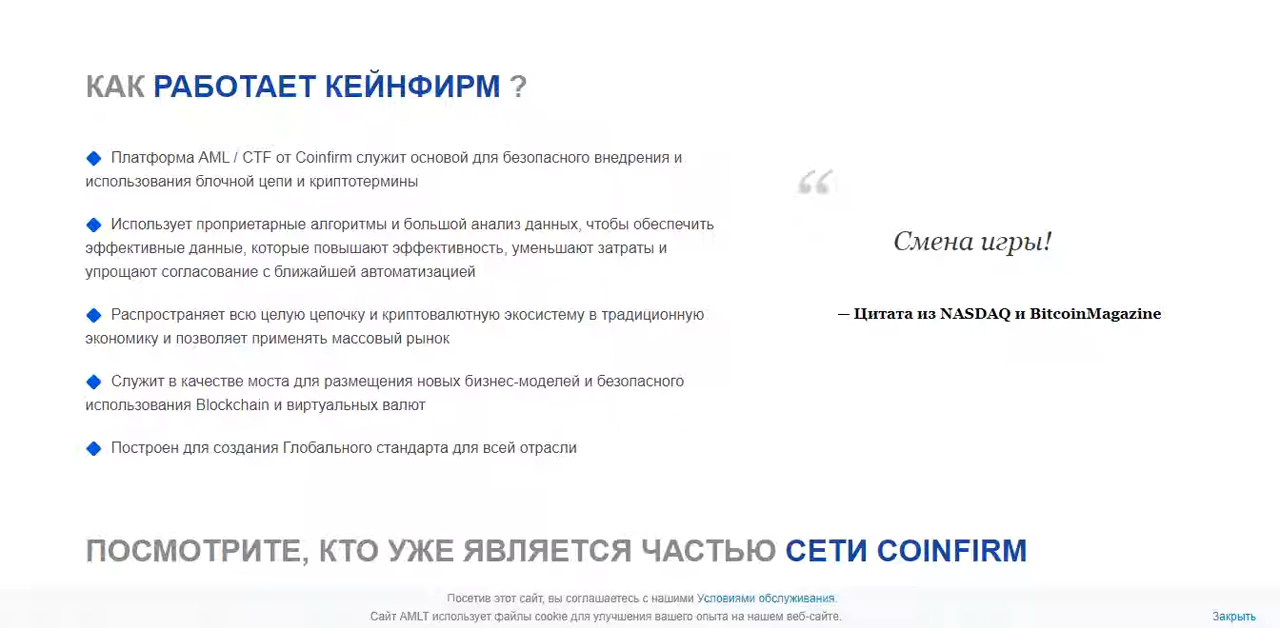 КАК РАБОТАЕТ КЕЙНФИРМ ?
Платформа AML / CTF от Coinfirm служит основой для безопасного внедрения и
использования блочной цепи и криптотермины
Использует проприетарные алгоритмы и большой анализ данных, чтобы обеспечить
эффективные данные, которые повышают эффективность, уменьшают затраты и
упрощают согласование с ближайшей автоматизацией
Распространяет всю целую цепочку и криптовалютную экосистему в традиционную
экономику и позволяет применять массовый рынок
Служит в качестве моста для размещения новых бизнес-моделей и безопасного
использования Blockchain и виртуальных валют
Построен для создания Глобального стандарта для всей отрасли
“
Смена игры!
— Цитата из NASDAQ и BitcoinMagazine
ПОСМОТРИТЕ, КТО УЖЕ ЯВЛЯЕТСЯ ЧАСТЬЮ СЕТИ COINFIRM
Посетив этот сайт, вы соглашаетесь с нашими Условиями обслуживания.
Сайт AMLT использует файлы cookie для улучшения вашего опыта на нашем веб-сайте.
Закрыть